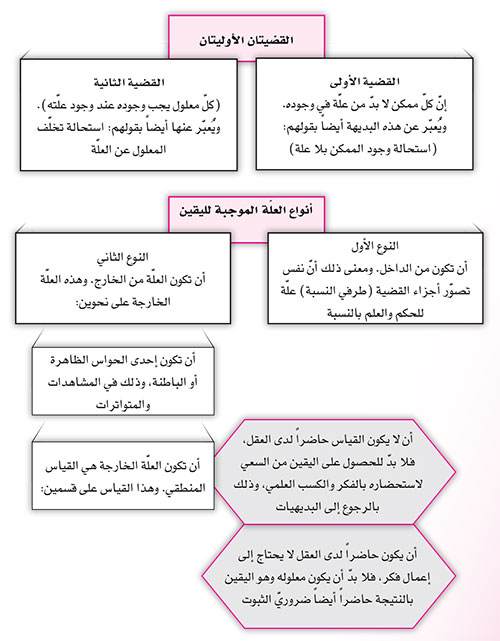 القضيتان الأوليتان
القضية الأولى
إنّ كلّ ممكن لا بدّ من علّة في وجوده.
ويُعبّر عن هذه البديهة أيضاً بقولهم:
(استحالة وجود الممكن بلا علة)
القضية الثانية
(كلّ معلول يجب وجوده عند وجود علّته).
ويُعبّر عنها أيضاً بقولهم: استحالة تخلّف
المعلول عن العلّة
أنواع العلّة الموجبة لليقين
النوع الأول
أن تكون من الداخل، ومعنى ذلك أنّ نفس
تصوّر أجزاء القضية (طرفي النسبة) علّة
للحكم والعلم بالنسبة
النوع الثاني
أن تكون العلّة من الخارج، وهذه العلّة
الخارجة على نحوين:
أن تكون إحدى الحواس الظاهرة
أو الباطنة، وذلك في المشاهدات
والمتواترات
أن تكون العلّة الخارجة هي القياس
المنطقي. وهذا القياس على قسمين:
أن لا يكون القياس حاضراً لدى العقل،
فلا بدّ للحصول على اليقين من السعي
لاستحضاره بالفكر والكسب العلمي، وذلك
بالرجوع إلى البديهيات
أن يكون حاضراً لدى العقل لا يحتاج إلى
إعمال فكر، فلا بدّ أن يكون معلوله وهو اليقين
بالنتيجة حاضراً أيضاً ضروريّ الثبوت